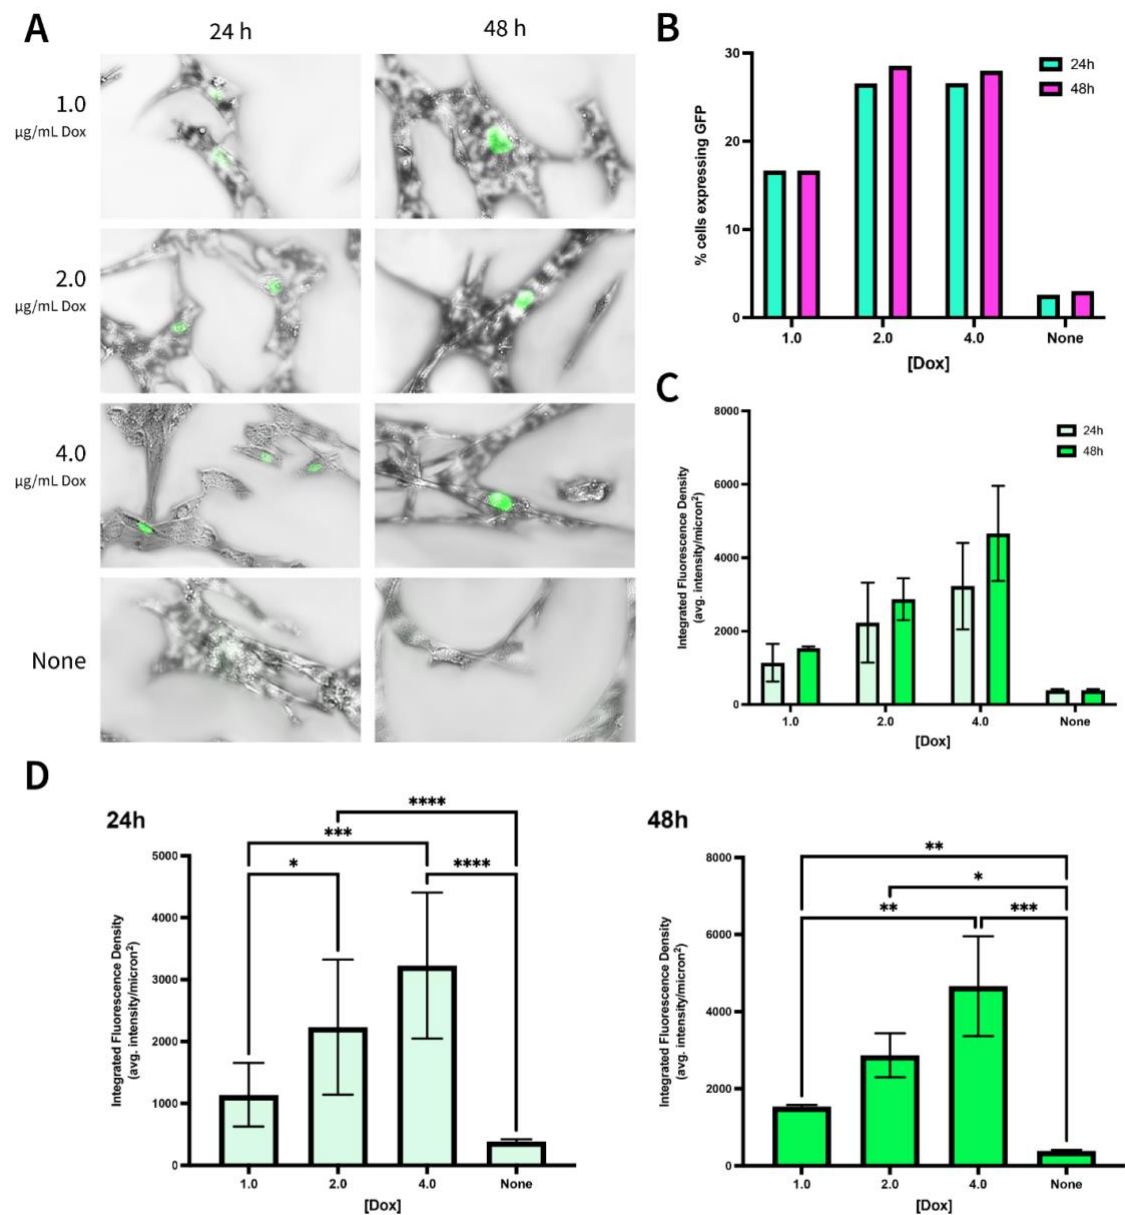 A
24 h
48 h
1.0
µg/mL Dox
2.0
µg/mL Dox
4.0
µg/mL Dox
None
B
30
20
10
0
% cells expressing GFP
24h
48h
1.0 2.0 4.0 None
[Dox]
C
8000
6000
4000
2000
0
Integrated Fluorescence Density
(avg. intensity/micron²)
24h
48h
1.0 2.0 4.0 None
[Dox]
D
24h
****
***
* ****
5000
4000
3000
2000
1000
0
Integrated Fluorescence Density
(avg. intensity/micron²)
1.0 2.0 4.0 None
[Dox]
48h
**
*
** ***
8000
6000
4000
2000
0
Integrated Fluorescence Density
(avg. intensity/micron²)
1.0 2.0 4.0 None
[Dox]